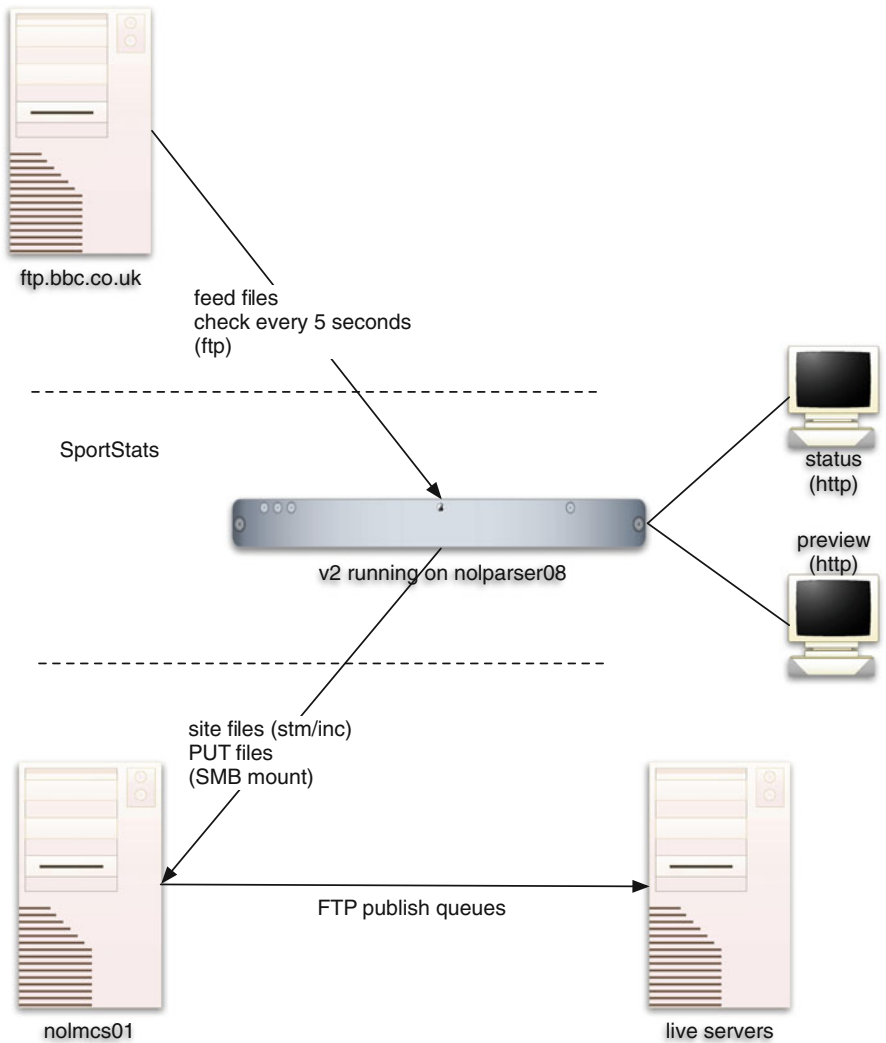 ftp.bbc.co.uk
feed files
check every 5 seconds
(ftp)
SportStats
status
(http)
v2 running on nolparser08
preview
(http)
site files (stm/inc)
PUT files
(SMB mount)
FTP publish queues
nolmcs01
live servers